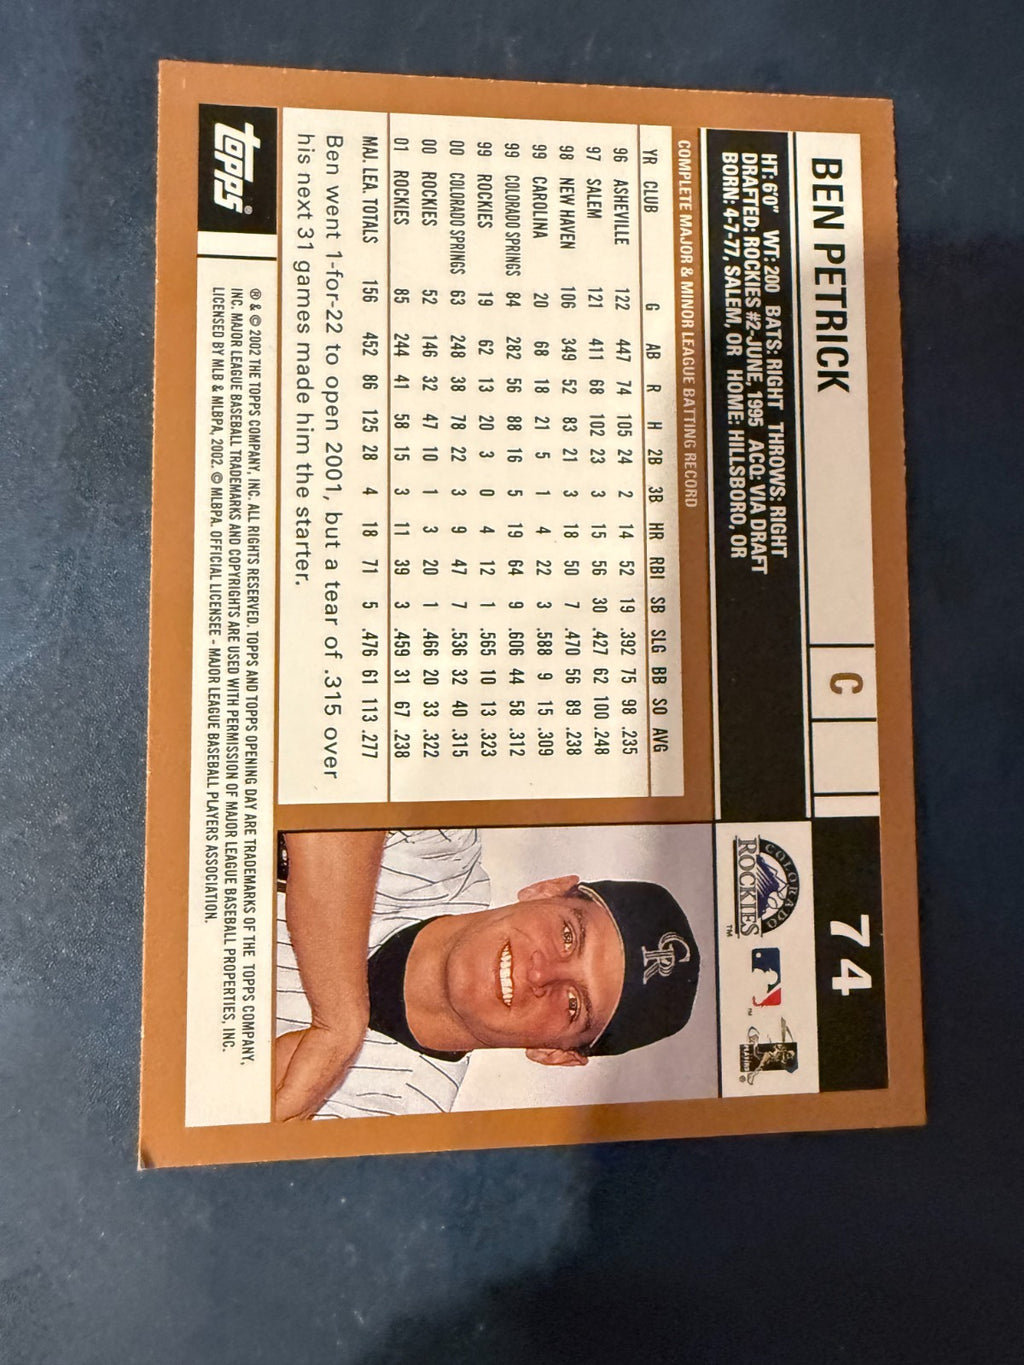 BEN PETRICK C 74
HT: 6'0" WT: 200 BATS: RIGHT THROWS: RIGHT
DRAFTED: ROCKIES #2-JUNE, 1995 ACQ: VIA DRAFT
BORN: 4-7-77, SALEM, OR HOME: HILLSBORO, OR
COLORADO
ROCKIES
TM
COMPLETE MAJOR & MINOR LEAGUE BATTING RECORD
YR CLUB G AB R H 2B 3B HR RBI SB SLG BB SO AVG
96 ASHEVILLE 122 447 74 105 24 2 14 52 19 .392 75 98 .235
97 SALEM 121 411 68 102 23 3 15 56 30 .427 62 100 .248
98 NEW HAVEN 106 349 52 83 21 3 18 50 7 .470 56 89 .238
99 CAROLINA 20 68 18 21 5 1 4 22 3 .588 9 15 .309
99 COLORADO SPRINGS 84 282 56 88 16 5 19 64 9 .606 44 58 .312
99 ROCKIES 19 62 13 20 3 0 4 12 1 .565 10 13 .323
00 COLORADO SPRINGS 63 248 38 78 22 3 9 47 7 .536 32 40 .315
00 ROCKIES 52 146 32 47 10 1 3 20 1 .466 20 33 .322
01 ROCKIES 85 244 41 58 15 3 11 39 3 .459 31 67 .238
MAJ. LEA. TOTALS 156 452 86 125 28 4 18 71 5 .476 61 113 .277
Ben went 1-for-22 to open 2001, but a tear of .315 over
his next 31 games made him the starter.
CR
topps®
® & © 2002 THE TOPPS COMPANY, INC. ALL RIGHTS RESERVED. TOPPS AND TOPPS OPENING DAY ARE TRADEMARKS OF THE TOPPS COMPANY,
INC. MAJOR LEAGUE BASEBALL TRADEMARKS AND COPYRIGHTS ARE USED WITH PERMISSION OF MAJOR LEAGUE BASEBALL PROPERTIES, INC.
LICENSED BY MLB & MLBPA, 2002. © MLBPA. OFFICIAL LICENSEE - MAJOR LEAGUE BASEBALL PLAYERS ASSOCIATION.